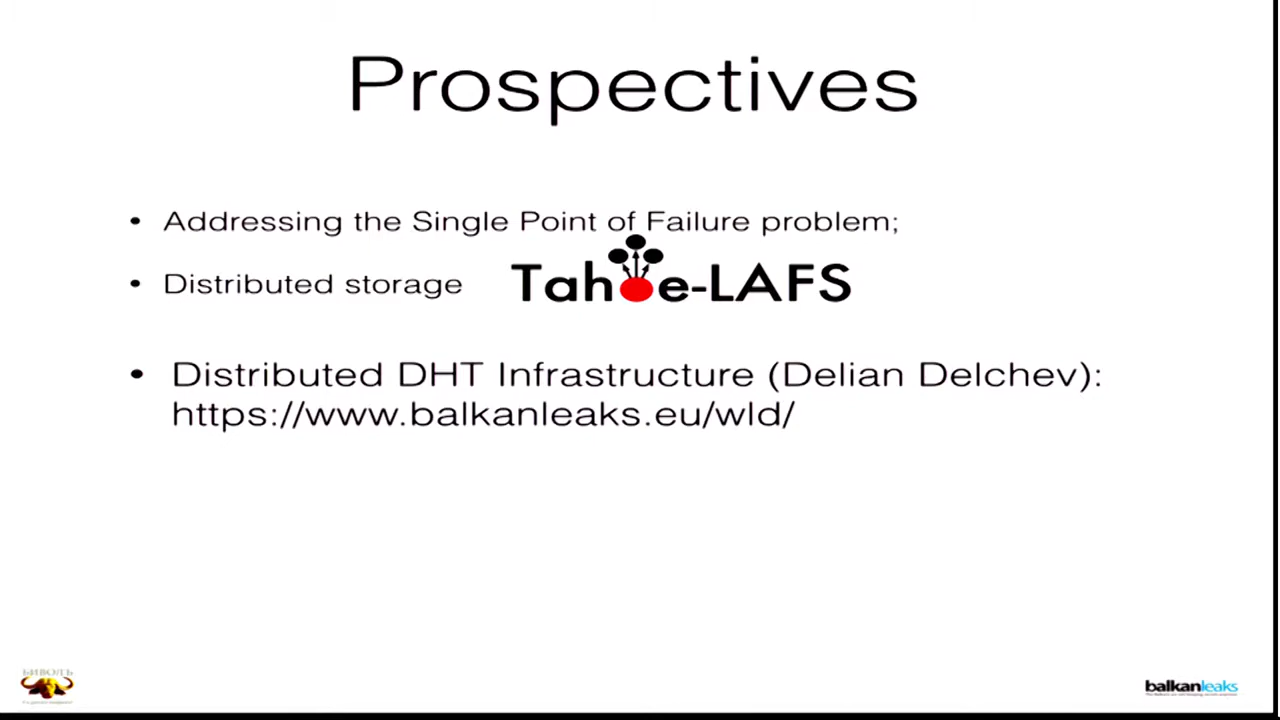 Prospectives
• Addressing the Single Point of Failure problem;
• Distributed storage
Tahoe-LAFS
• Distributed DHT Infrastructure (Delian Delchev):
https://www.balkanleaks.eu/wld/
БИВОЛЪ
balkanleaks